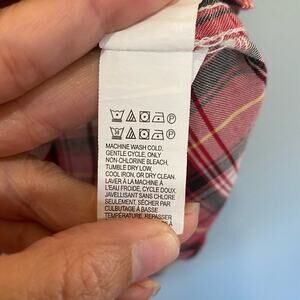 MACHINE WASH COLD,
GENTLE CYCLE, ONLY
NON-CHLORINE BLEACH,
TUMBLE DRY LOW,
COOL IRON, OR DRY CLEAN.
LAVER À LA MACHINE À
L'EAU FROIDE, CYCLE DOUX.
JAVELLISANT SANS CHLORE
SEULEMENT. SÉCHER PAR
CULBUTAGE À BASSE
TEMPÉRATURE. REPASSER